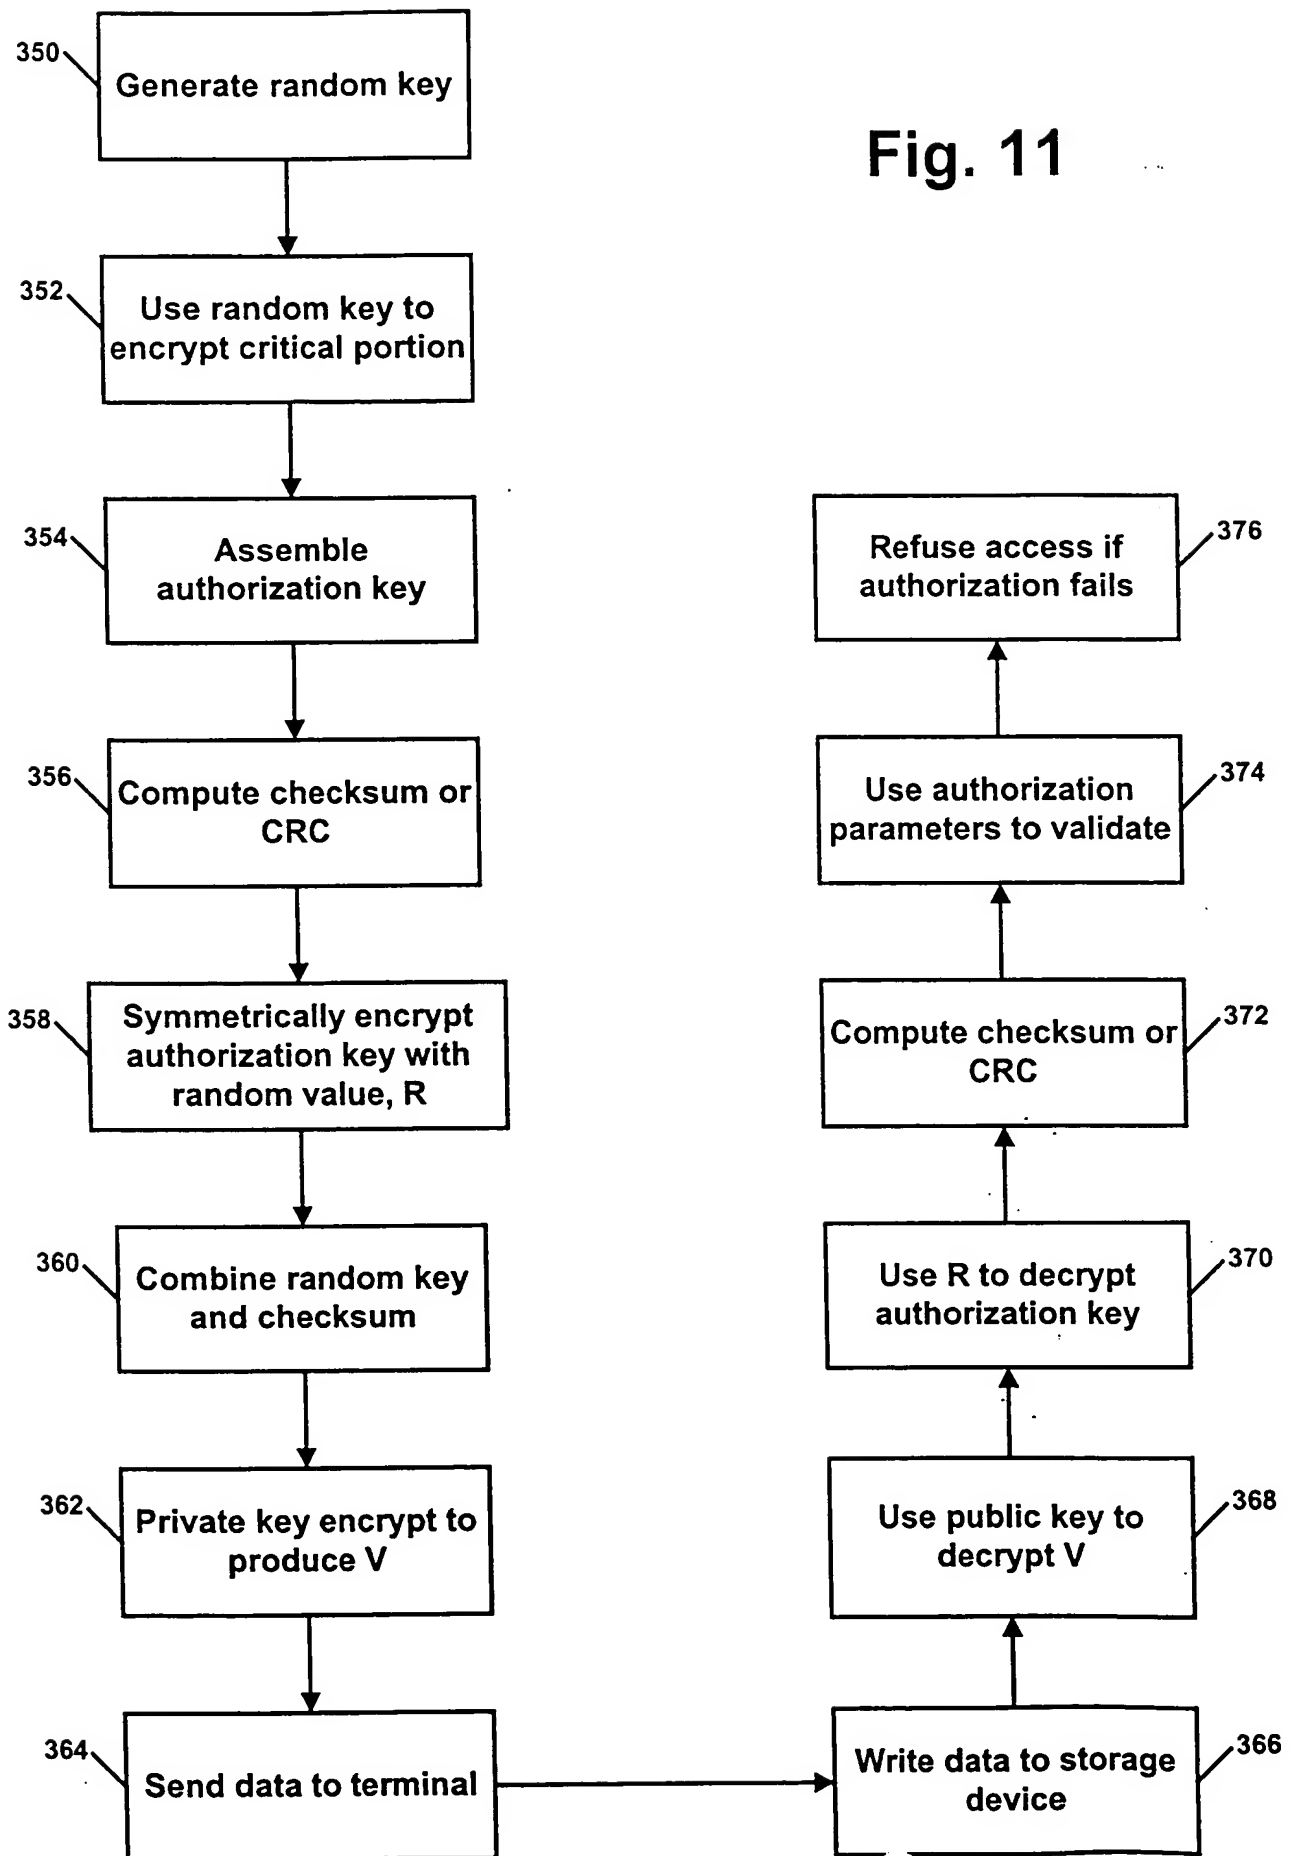 Fig. 11
350
Generate random key
352
Use random key to
encrypt critical portion
354
Assemble
authorization key
356
Compute checksum or
CRC
358
Symmetrically encrypt
authorization key with
random value, R
360
Combine random key
and checksum
362
Private key encrypt to
produce V
364
Send data to terminal
366
Write data to storage
device
368
Use public key to
decrypt V
370
Use R to decrypt
authorization key
372
Compute checksum or
CRC
374
Use authorization
parameters to validate
376
Refuse access if
authorization fails